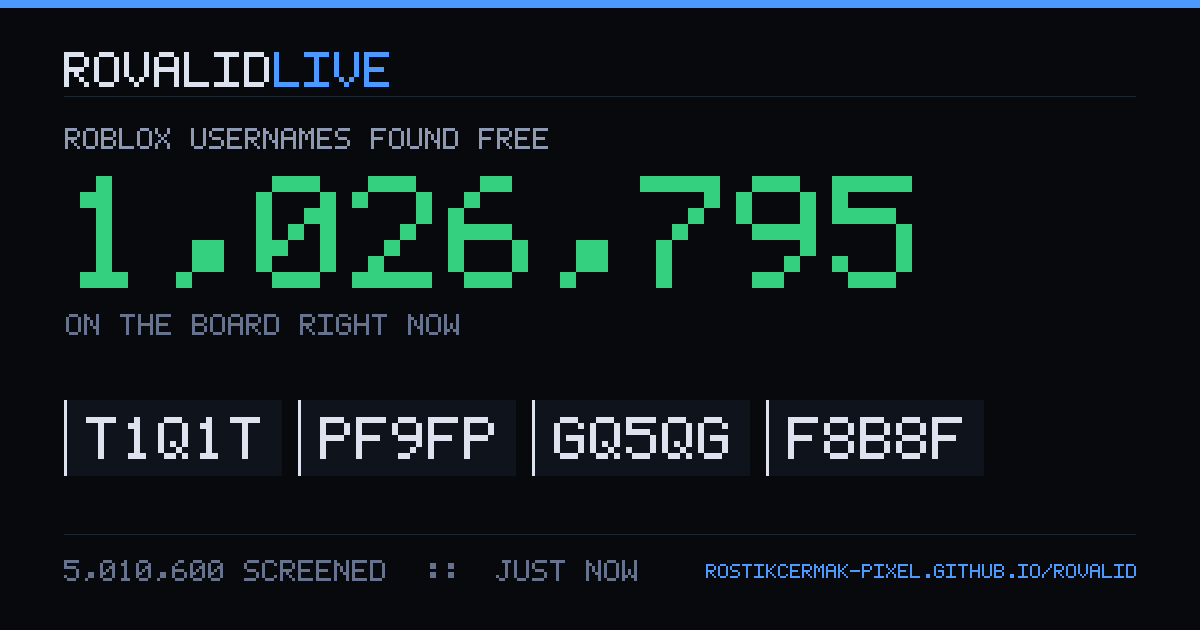 ROVALIDLIVE
ROBLOX USERNAMES FOUND FREE
1,026,795
ON THE BOARD RIGHT NOW
T1Q1T PF9FP GQ5QG F8B8F
5,010,600 SCREENED :: JUST NOW ROSTIKCERMAK-PIXEL.GITHUB.IO/ROVALID